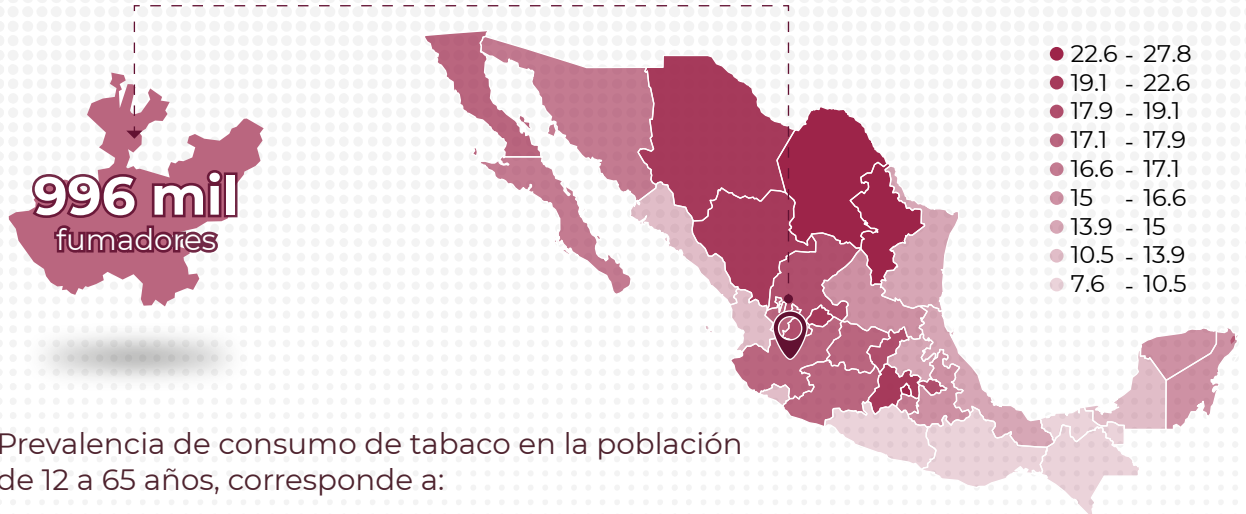 996 mil
fumadores
22.6 - 27.8
19.1 - 22.6
17.9 - 19.1
17.1 - 17.9
16.6 - 17.1
15 - 16.6
13.9 - 15
10.5 - 13.9
7.6 - 10.5
Prevalencia de consumo de tabaco en la población
de 12 a 65 años, corresponde a: